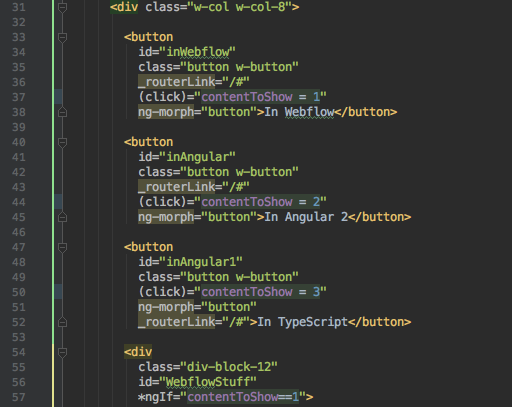 31 <div class="w-col w-col-8">
32
33 <button
34 id="inWebflow"
35 class="button w-button"
36 _routerLink="/#"
37 (click)="contentToShow = 1"
38 ng-morph="button">In Webflow</button>
39
40 <button
41 id="inAngular"
42 class="button w-button"
43 _routerLink="/#"
44 (click)="contentToShow = 2"
45 ng-morph="button">In Angular 2</button>
46
47 <button
48 id="inAngular1"
49 class="button w-button"
50 (click)="contentToShow = 3"
51 ng-morph="button"
52 _routerLink="/#">In TypeScript</button>
53
54 <div
55 class="div-block-12"
56 id="WebflowStuff"
57 *ngIf="contentToShow==1">